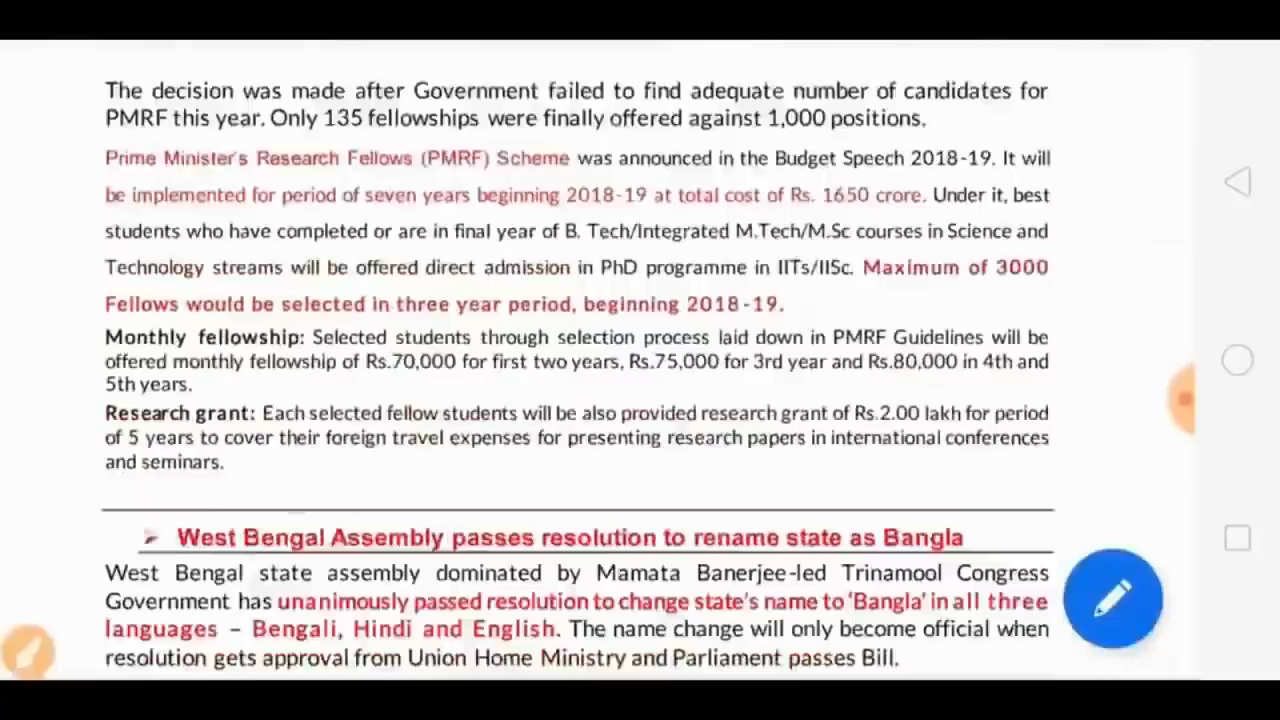 The decision was made after Government failed to find adequate number of candidates for
PMRF this year. Only 135 fellowships were finally offered against 1,000 positions.
Prime Minister's Research Fellows (PMRF) Scheme was announced in the Budget Speech 2018-19. It will
be implemented for period of seven years beginning 2018-19 at total cost of Rs. 1650 crore. Under it, best
students who have completed or are in final year of B. Tech/Integrated M.Tech/M.Sc courses in Science and
Technology streams will be offered direct admission in PhD programme in IITs/IISc. Maximum of 3000
Fellows would be selected in three year period, beginning 2018-19.
Monthly fellowship: Selected students through selection process laid down in PMRF Guidelines will be
offered monthly fellowship of Rs.70,000 for first two years, Rs.75,000 for 3rd year and Rs.80,000 in 4th and
5th years.
Research grant: Each selected fellow students will be also provided research grant of Rs.2.00 lakh for period
of 5 years to cover their foreign travel expenses for presenting research papers in international conferences
and seminars.
➢ West Bengal Assembly passes resolution to rename state as Bangla
West Bengal state assembly dominated by Mamata Banerjee-led Trinamool Congress
Government has unanimously passed resolution to change state's name to 'Bangla' in all three
languages – Bengali, Hindi and English. The name change will only become official when
resolution gets approval from Union Home Ministry and Parliament passes Bill.